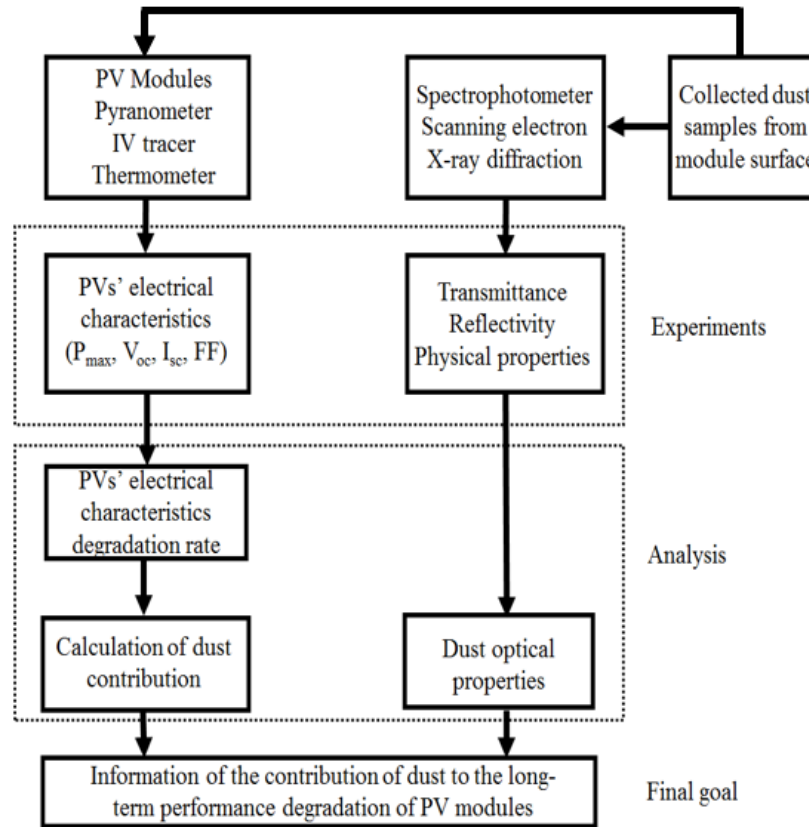 PV Modules
Pyranometer
IV tracer
Thermometer
Spectrophotometer
Scanning electron
X-ray diffraction
Collected dust
samples from
module surface
PVs’ electrical
characteristics
(Pmax, Voc, Isc, FF)
Transmittance
Reflectivity
Physical properties
Experiments
PVs’ electrical
characteristics
degradation rate
Analysis
Calculation of dust
contribution
Dust optical
properties
Information of the contribution of dust to the long-
term performance degradation of PV modules
Final goal